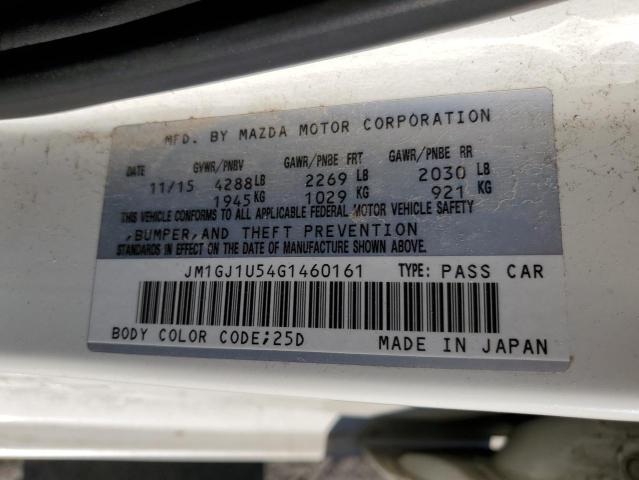 MFD. BY MAZDA MOTOR CORPORATION
DATE GVWR/PNBV GAWR/PNBE FRT GAWR/PNBE RR
11/15 4288 LB 2269 LB 2030 LB
1945 KG 1029 KG 921 KG
THIS VEHICLE CONFORMS TO ALL APPLICABLE FEDERAL MOTOR VEHICLE SAFETY
,BUMPER,AND THEFT PREVENTION
STANDARDS IN EFFECT ON THE DATE OF MANUFACTURE SHOWN ABOVE.
JM1GJ1U54G1460161 TYPE: PASS CAR
BODY COLOR CODE;25D MADE IN JAPAN